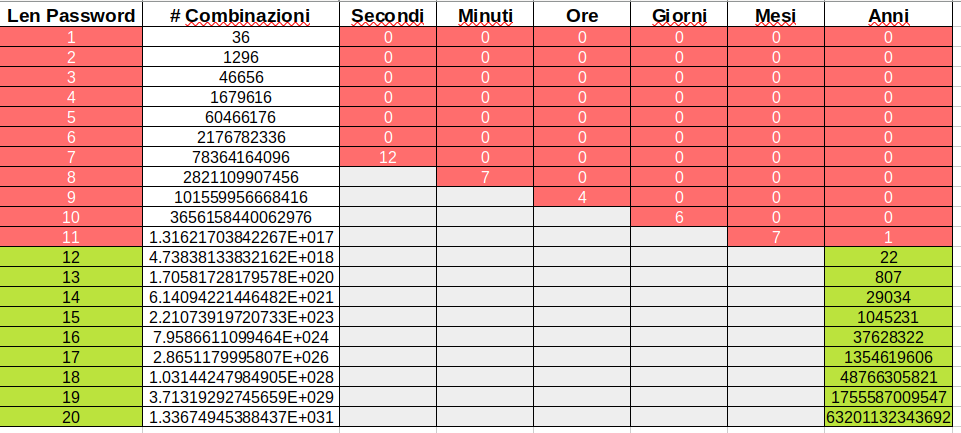 Len Password # Combinazioni Secondi Minuti Ore Giorni Mesi Anni
1 36 0 0 0 0 0 0
2 1296 0 0 0 0 0 0
3 46656 0 0 0 0 0 0
4 1679616 0 0 0 0 0 0
5 60466176 0 0 0 0 0 0
6 2176782336 0 0 0 0 0 0
7 78364164096 12 0 0 0 0 0
8 2821109907456 7 0 0 0 0
9 101559956668416 4 0 0 0
10 3656158440062976 6 0 0
11 1.31621703842267E+017 7 1
12 4.73838133832162E+018 22
13 1.70581728179578E+020 807
14 6.14094221446482E+021 29034
15 2.21073919720733E+023 1045231
16 7.9586611099464E+024 37628322
17 2.8651179995807E+026 1354619606
18 1.03144247984905E+028 48766305821
19 3.71319292745659E+029 1755587009547
20 1.33674945388437E+031 63201132343692